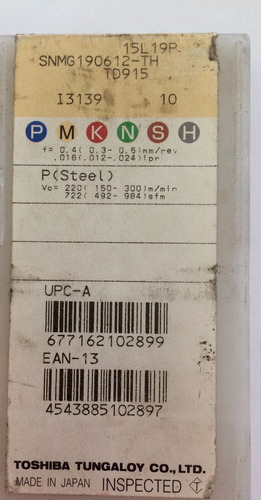 15L19P.
SNMG190612-TH
TD915
I3139 10
P M K N S H
f= 0.4( 0.3- 0.6)mm/rev
.016(.012-.024)ipr
P(Steel)
Vc= 220( 150- 300)m/min
722( 492- 984)sfm
UPC-A
677162102899
EAN-13
4543885102897
TOSHIBA TUNGALOY CO., LTD.
MADE IN JAPAN INSPECTED T